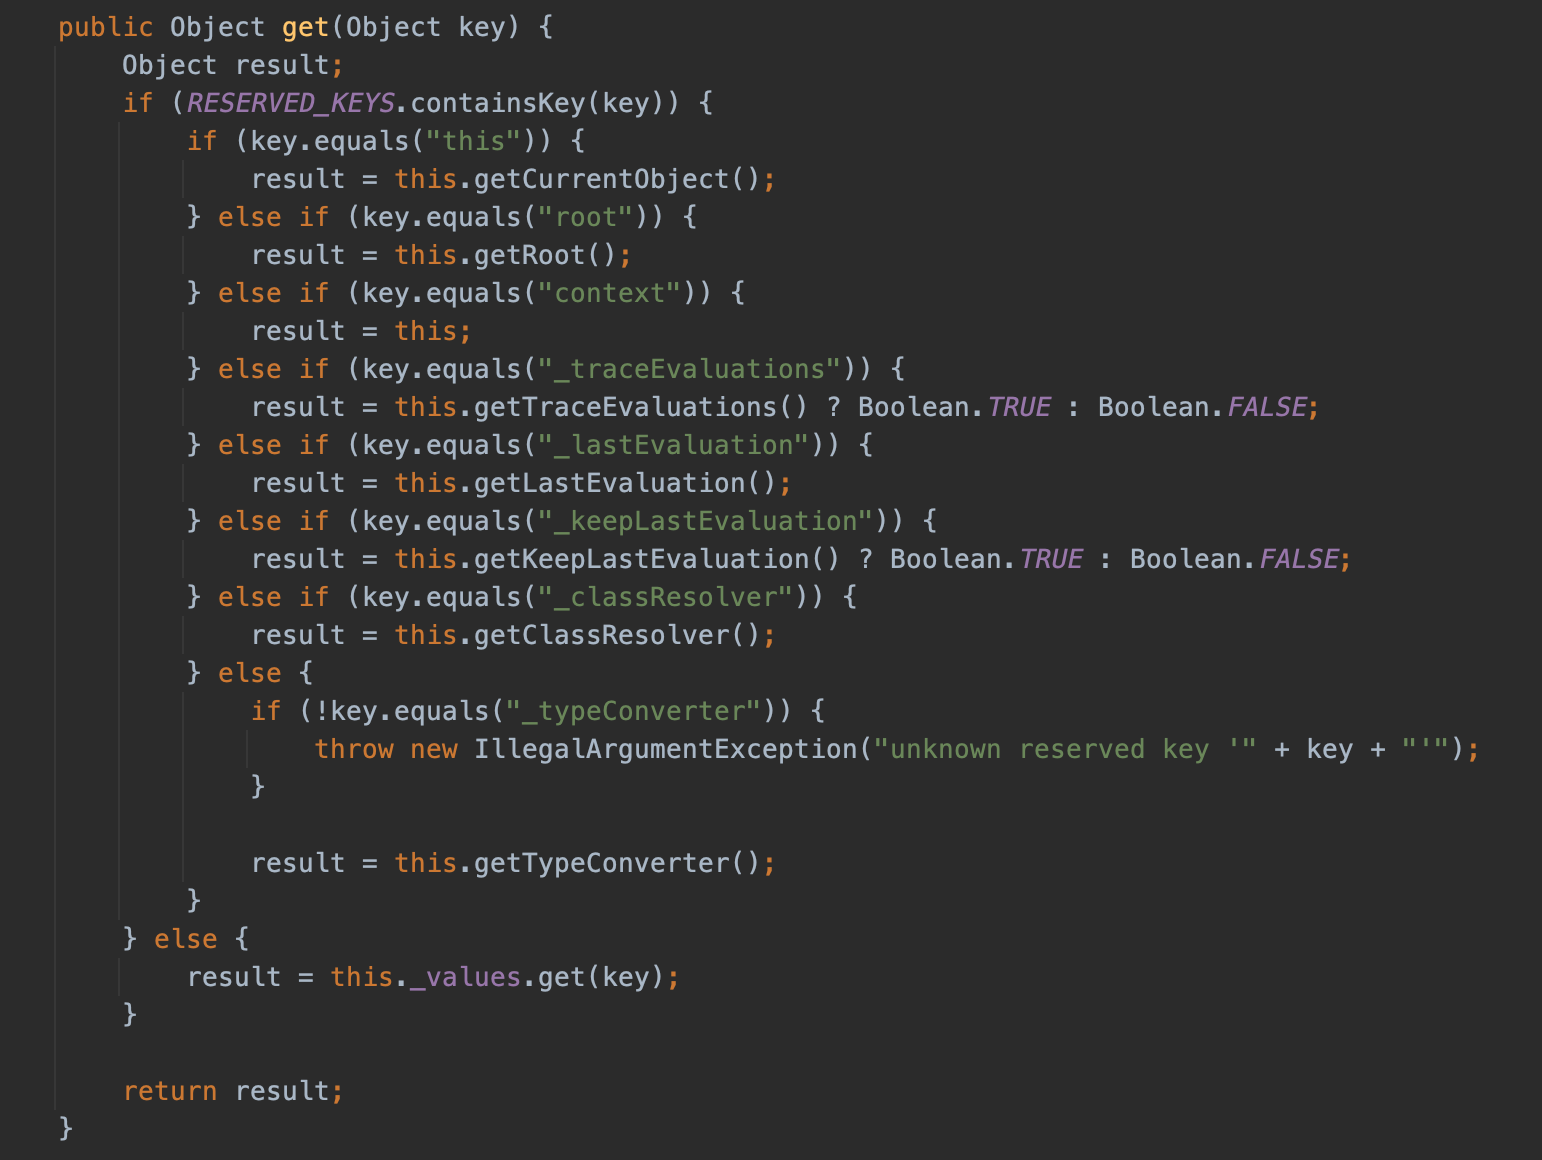 public Object get(Object key) {
    Object result;
    if (RESERVED_KEYS.containsKey(key)) {
        if (key.equals("this")) {
            result = this.getCurrentObject();
        } else if (key.equals("root")) {
            result = this.getRoot();
        } else if (key.equals("context")) {
            result = this;
        } else if (key.equals("_traceEvaluations")) {
            result = this.getTraceEvaluations() ? Boolean.TRUE : Boolean.FALSE;
        } else if (key.equals("_lastEvaluation")) {
            result = this.getLastEvaluation();
        } else if (key.equals("_keepLastEvaluation")) {
            result = this.getKeepLastEvaluation() ? Boolean.TRUE : Boolean.FALSE;
        } else if (key.equals("_classResolver")) {
            result = this.getClassResolver();
        } else {
            if (!key.equals("_typeConverter")) {
                throw new IllegalArgumentException("unknown reserved key '" + key + "'");
            }

            result = this.getTypeConverter();
        }
    } else {
        result = this._values.get(key);
    }

    return result;
}